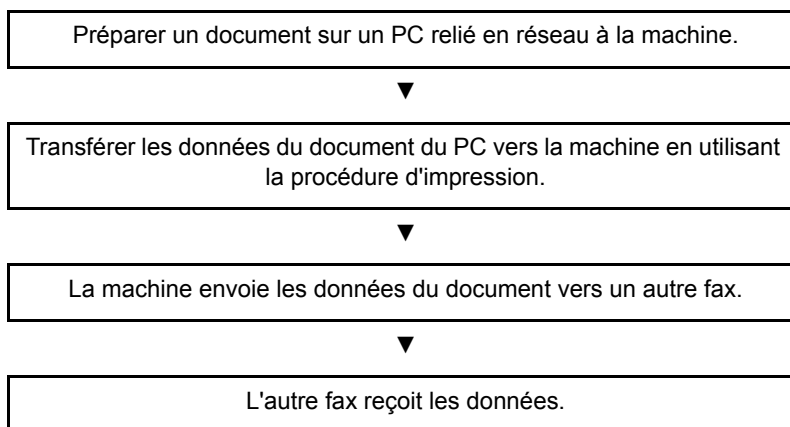 Préparer un document sur un PC relié en réseau à la machine.
▼
Transférer les données du document du PC vers la machine en utilisant
la procédure d'impression.
▼
La machine envoie les données du document vers un autre fax.
▼
L'autre fax reçoit les données.